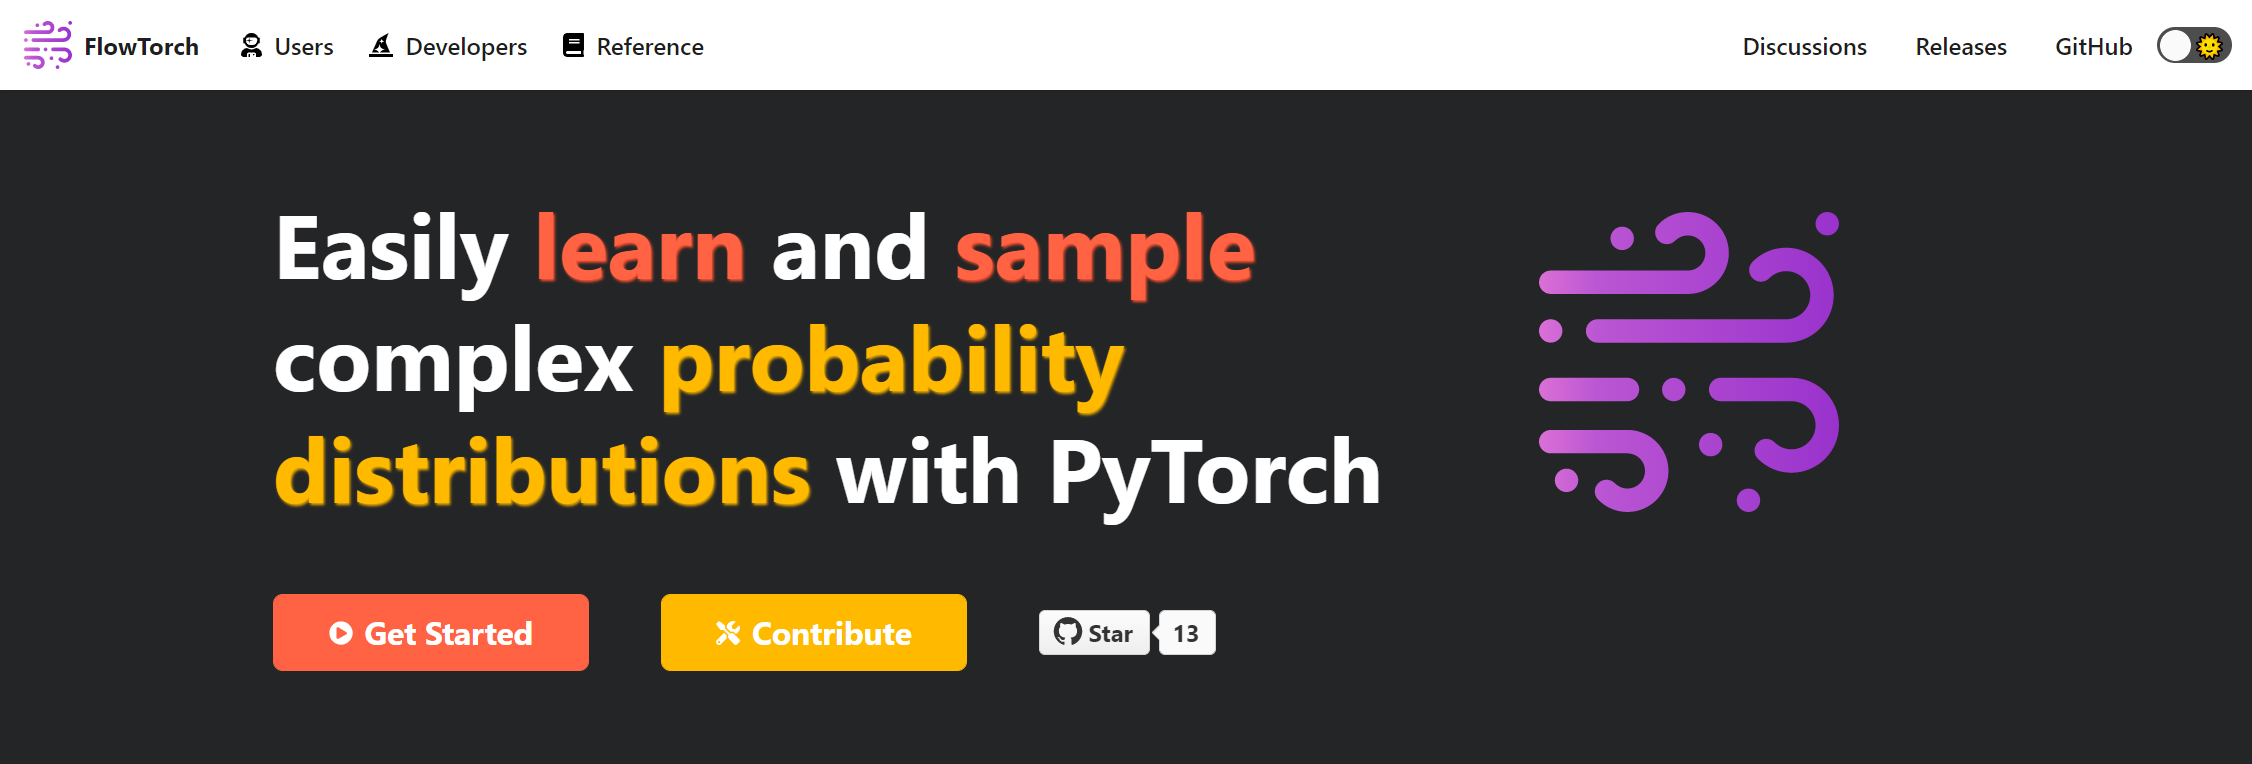 FlowTorch Users Developers Reference Discussions Releases GitHub
Easily learn and sample
complex probability
distributions with PyTorch
Get Started Contribute Star 13